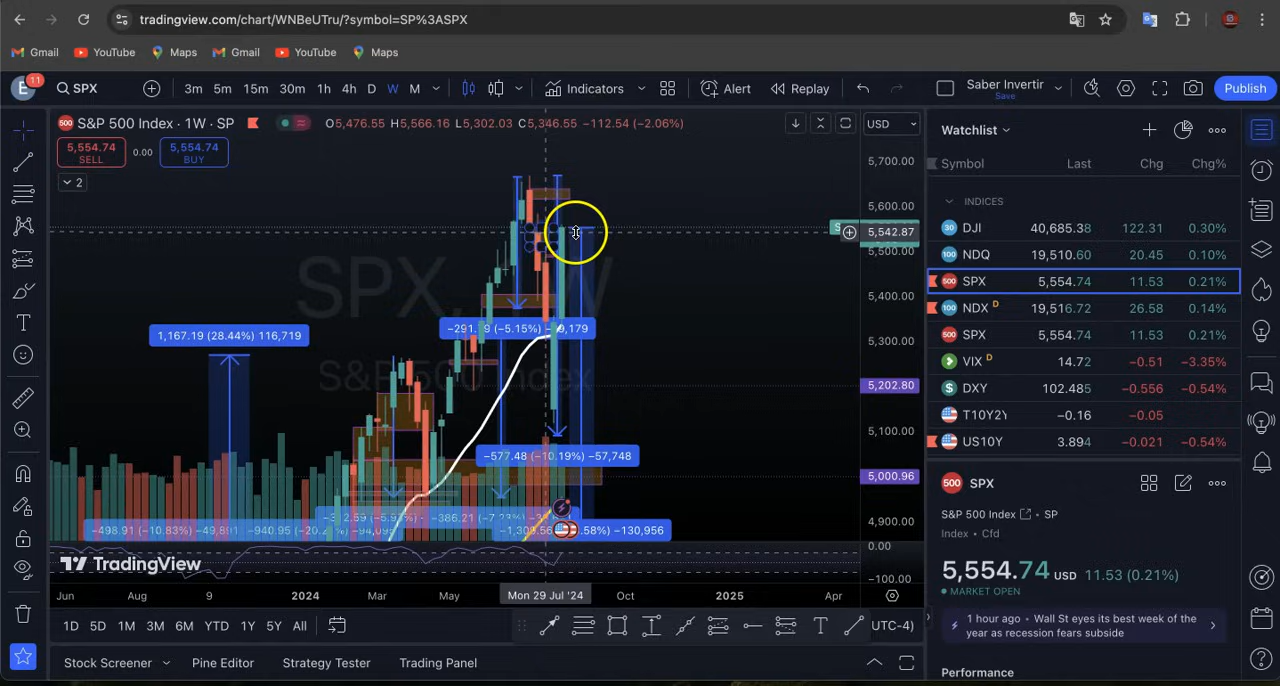 tradingview.com/chart/WNBeUTru/?symbol=SP%3ASPX
Gmail YouTube Maps Gmail YouTube Maps
E 11 SPX 3m 5m 15m 30m 1h 4h D W M Indicators Alert Replay Saber Invertir Save Publish
500 S&P 500 Index · 1W · SP O5,476.55 H5,566.16 L5,302.03 C5,346.55 −112.54 (−2.06%) USD
5,554.74 SELL 0.00 5,554.74 BUY
2
SPX
S&P 500 Index
1,167.19 (28.44%) 116,719
−577.48 (−10.19%) −57,748
5,700.00
5,600.00
5,542.87
5,500.00
5,400.00
5,300.00
5,202.80
5,100.00
5,000.96
4,900.00
0.00
−100.00
TradingView
Jun Aug 9 2024 Mar May Mon 29 Jul '24 Oct 2025 Apr
1D 5D 1M 3M 6M YTD 1Y 5Y All T (UTC-4)
Stock Screener Pine Editor Strategy Tester Trading Panel
Watchlist
Symbol Last Chg Chg%
INDICES
30 DJI 40,685.38 122.31 0.30%
100 NDQ 19,510.60 20.45 0.10%
500 SPX 5,554.74 11.53 0.21%
100 NDX D 19,516.72 26.58 0.14%
500 SPX 5,554.74 11.53 0.21%
VIX D 14.72 −0.51 −3.35%
$ DXY 102.485 −0.556 −0.54%
T10Y2Y −0.16 −0.05
US10Y 3.894 −0.021 −0.54%
500 SPX
S&P 500 Index SP
Index Cfd
5,554.74 USD 11.53 (0.21%)
MARKET OPEN
1 hour ago Wall St eyes its best week of the
year as recession fears subside
Performance